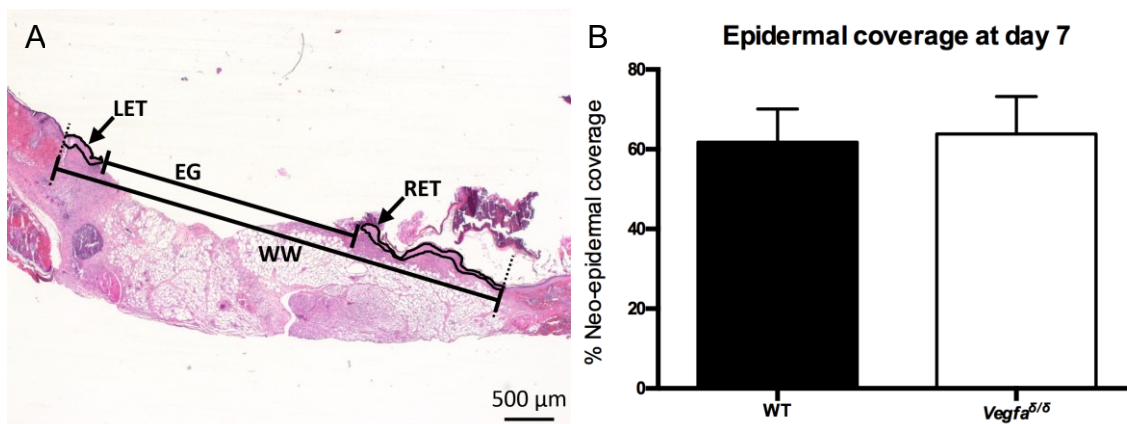 A
LET
EG
RET
WW
500 µm
B
Epidermal coverage at day 7
% Neo-epidermal coverage
80
60
40
20
0
WT
Vegfaδ/δ